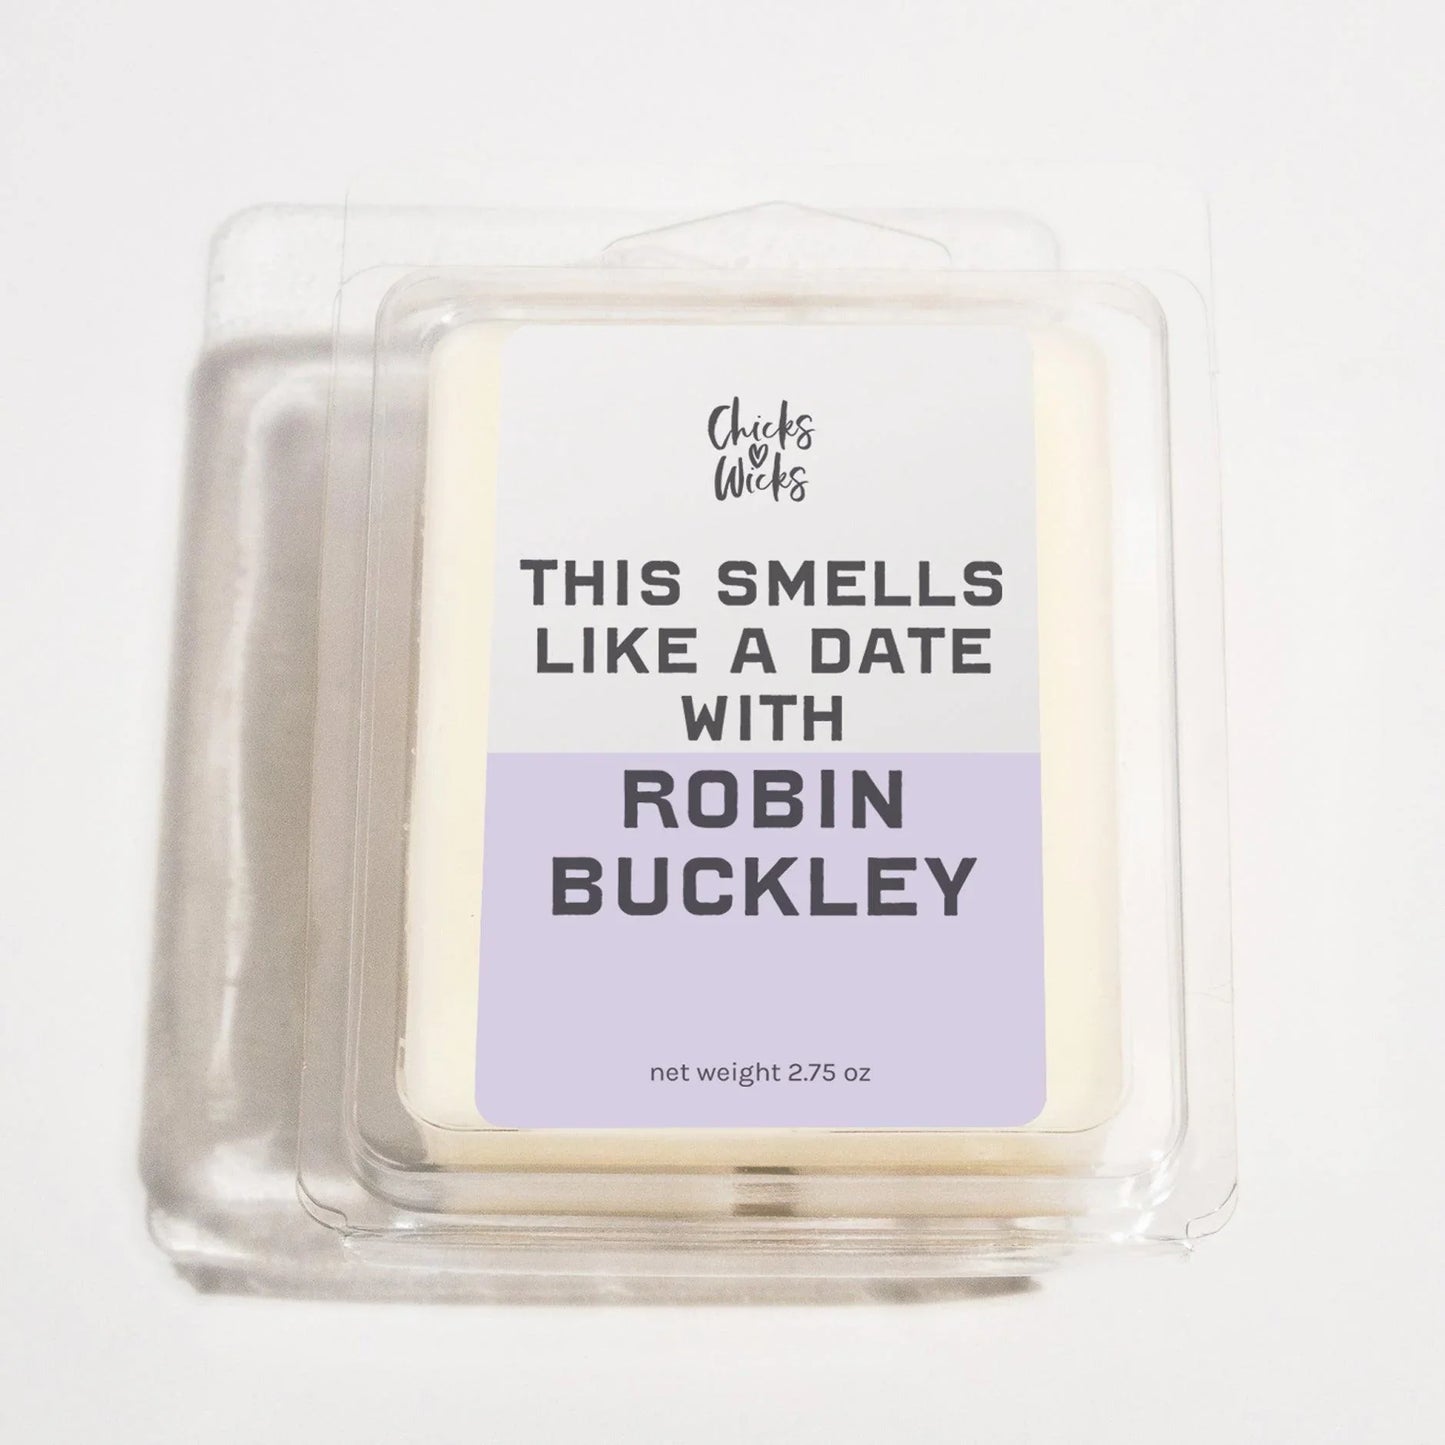 Chicks
Wicks
THIS SMELLS
LIKE A DATE
WITH
ROBIN
BUCKLEY
net weight 2.75 oz